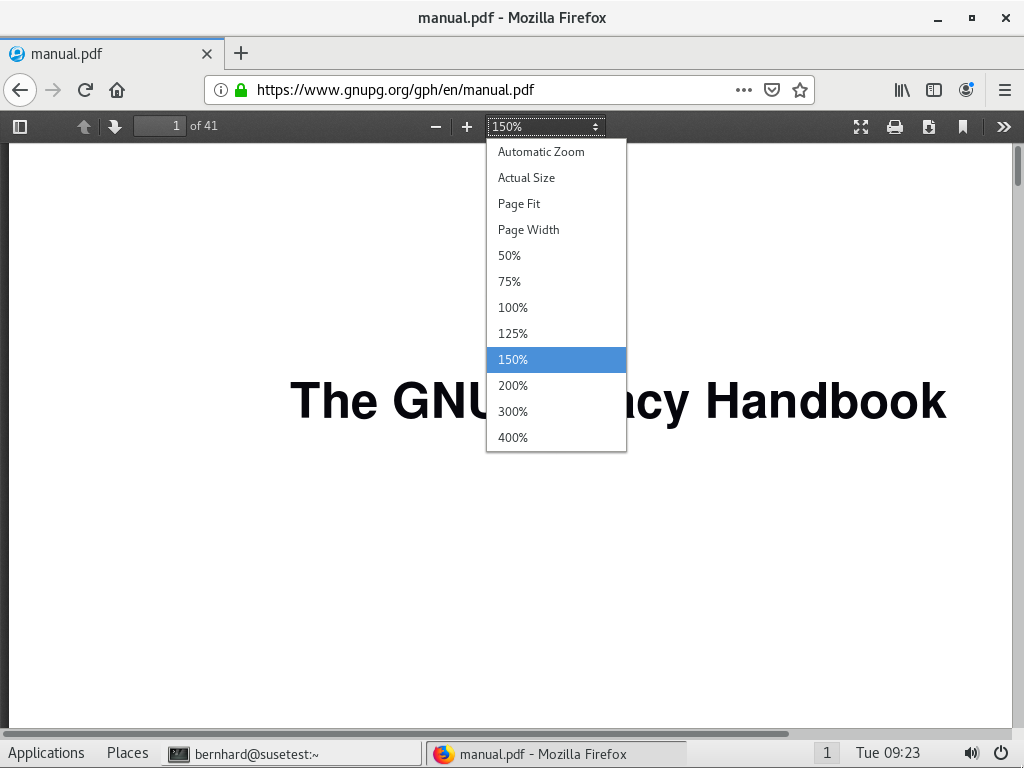 manual.pdf - Mozilla Firefox
manual.pdf
https://www.gnupg.org/gph/en/manual.pdf
1 of 41
150%
Automatic Zoom
Actual Size
Page Fit
Page Width
50%
75%
100%
125%
150%
200%
300%
400%
The GNU acy Handbook
Applications Places bernhard@susetest:~ manual.pdf - Mozilla Firefox 1 Tue 09:23